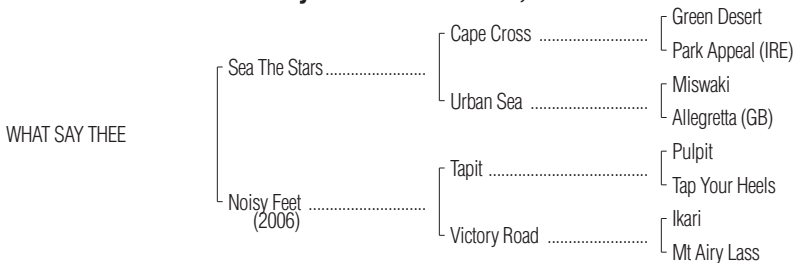 Green Desert
Cape Cross ....................
Park Appeal (IRE)
Sea The Stars.........................
Miswaki
Urban Sea .......................
Allegretta (GB)
WHAT SAY THEE
Pulpit
Tapit ...............................
Tap Your Heels
Noisy Feet ......................
(2006)
Ikari
Victory Road ....................
Mt Airy Lass